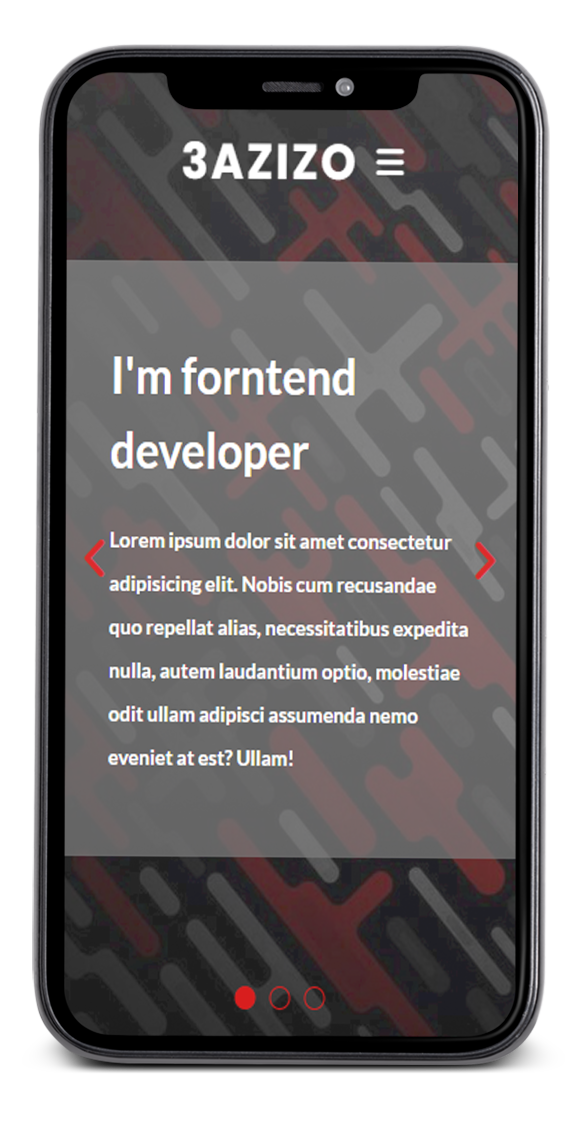 3AZIZO
I'm forntend
developer
Lorem ipsum dolor sit amet consectetur
adipisicing elit. Nobis cum recusandae
quo repellat alias, necessitatibus expedita
nulla, autem laudantium optio, molestiae
odit ullam adipisci assumenda nemo
eveniet at est? Ullam!